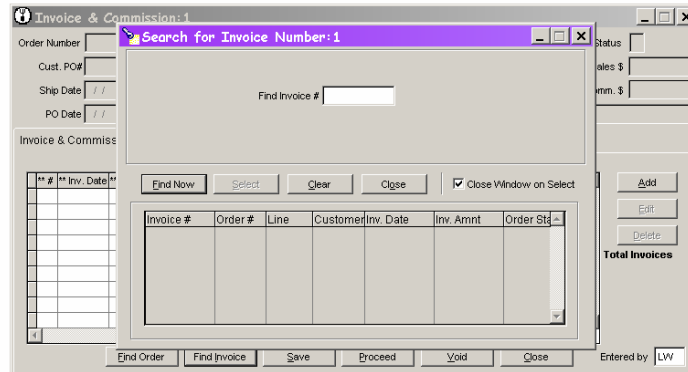 Invoice & Commission:1
Search for Invoice Number:1
Order Number
Status
Cust. PO#
ales $
Ship Date / /
Find Invoice #
mm. $
PO Date / /
Invoice & Commiss
** # ** Inv. Date **
Find Now Select Clear Close Close Window on Select
Add
Edit
Delete
Total Invoices
Invoice # Order # Line Customer Inv. Date Inv. Amnt Order Sta
Find Order Find Invoice Save Proceed Void Close Entered by LW